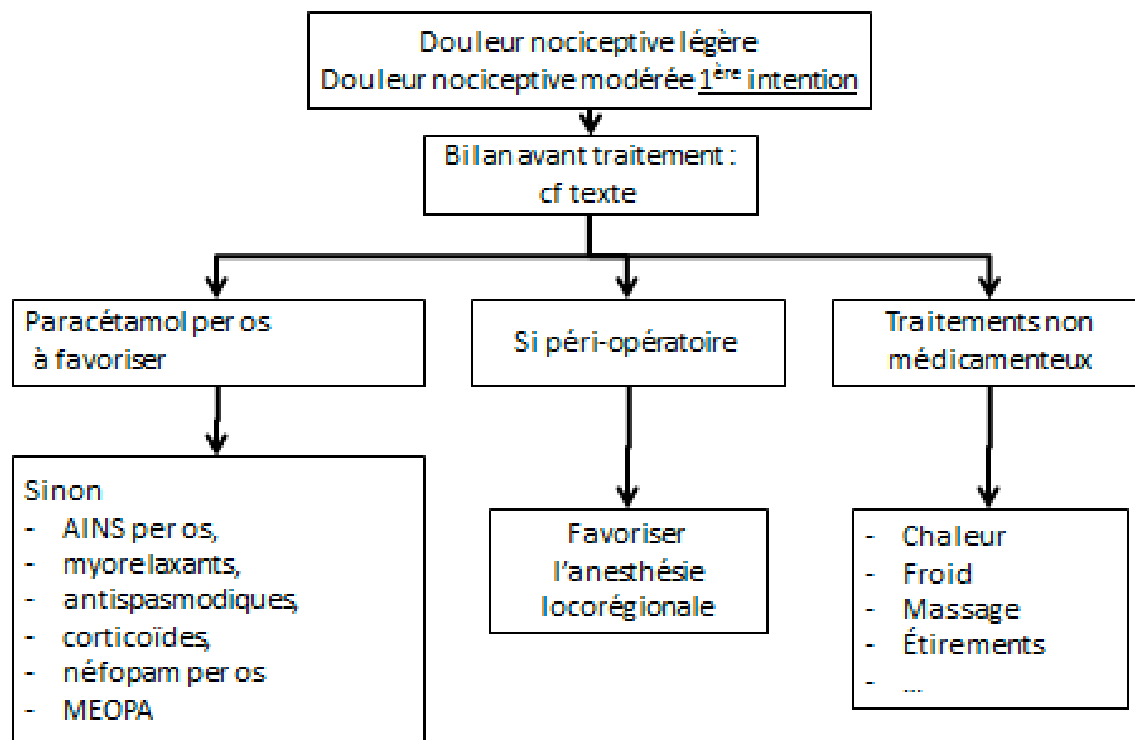 Douleur nociceptive légère
Douleur nociceptive modérée 1ère intention
Bilan avant traitement :
cf texte
Paracétamol per os
à favoriser
Si péri-opératoire
Traitements non
médicamenteux
Sinon
- AINS per os,
- myorelaxants,
- antispasmodiques,
- corticoïdes,
- néfopam per os
- MEOPA
Favoriser
l'anesthésie
locorégionale
- Chaleur
- Froid
- Massage
- Étirements
- ...